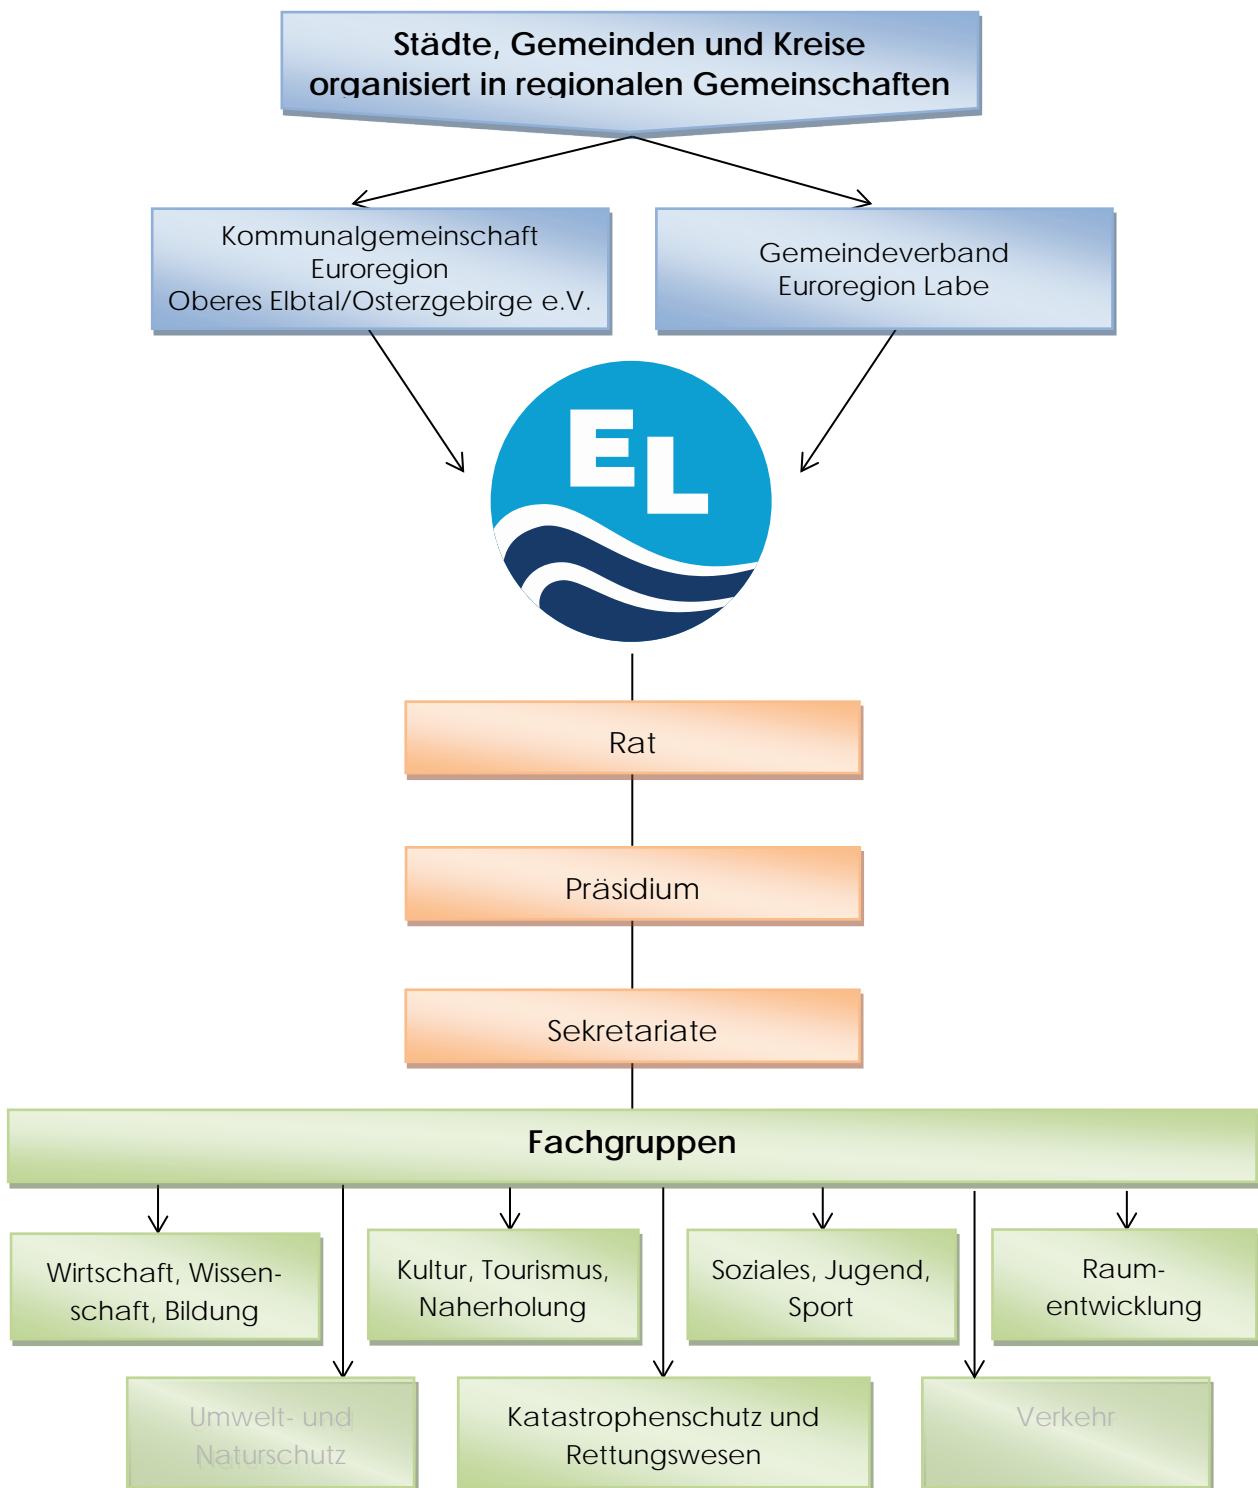 Städte, Gemeinden und Kreise
organisiert in regionalen Gemeinschaften
Kommunalgemeinschaft
Euroregion
Oberes Elbtal/Osterzgebirge e.V.
Gemeindeverband
Euroregion Labe
EL
Rat
Präsidium
Sekretariate
Fachgruppen
Wirtschaft, Wissen-
schaft, Bildung
Kultur, Tourismus,
Naherholung
Soziales, Jugend,
Sport
Raum-
entwicklung
Umwelt- und
Naturschutz
Katastrophenschutz und
Rettungswesen
Verkehr